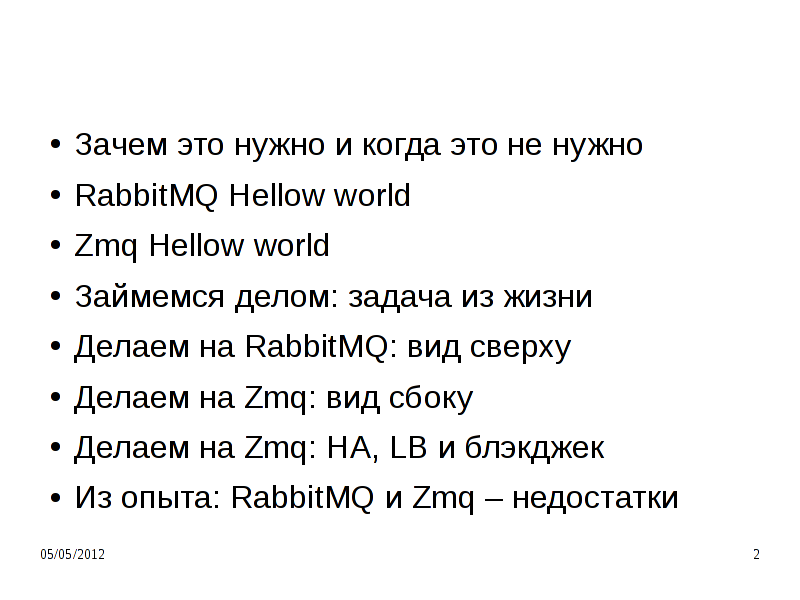 • Зачем это нужно и когда это не нужно
• RabbitMQ Hellow world
• Zmq Hellow world
• Займемся делом: задача из жизни
• Делаем на RabbitMQ: вид сверху
• Делаем на Zmq: вид сбоку
• Делаем на Zmq: HA, LB и блэкджек
• Из опыта: RabbitMQ и Zmq – недостатки
05/05/2012 2